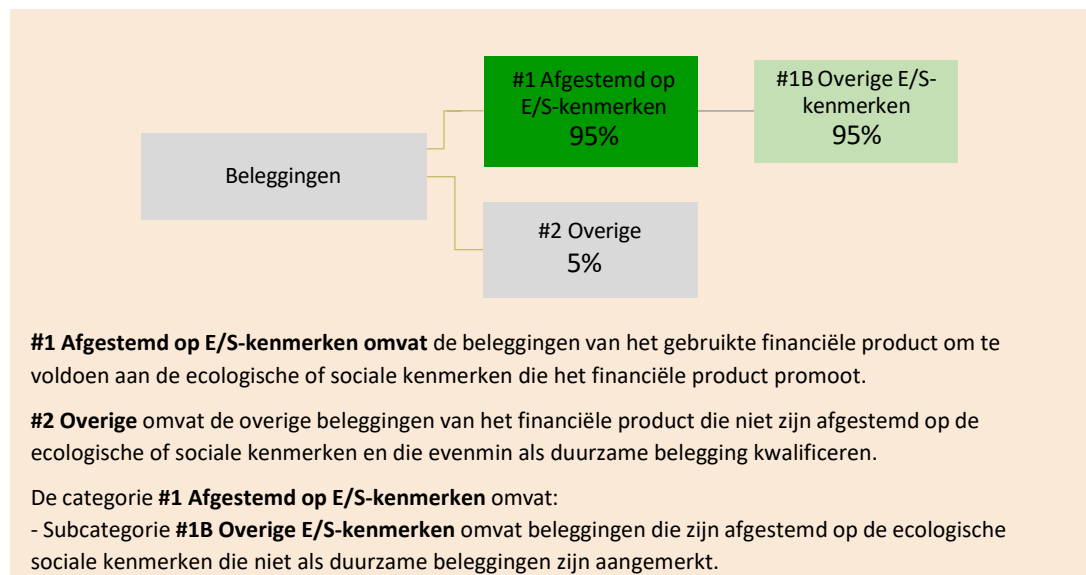 #1 Afgestemd op
E/S-kenmerken
95%
#1B Overige E/S-
kenmerken
95%
Beleggingen
#2 Overige
5%
#1 Afgestemd op E/S-kenmerken omvat de beleggingen van het gebruikte financiële product om te
voldoen aan de ecologische of sociale kenmerken die het financiële product promoot.
#2 Overige omvat de overige beleggingen van het financiële product die niet zijn afgestemd op de
ecologische of sociale kenmerken en die evenmin als duurzame belegging kwalificeren.
De categorie #1 Afgestemd op E/S-kenmerken omvat:
- Subcategorie #1B Overige E/S-kenmerken omvat beleggingen die zijn afgestemd op de ecologische
sociale kenmerken die niet als duurzame beleggingen zijn aangemerkt.